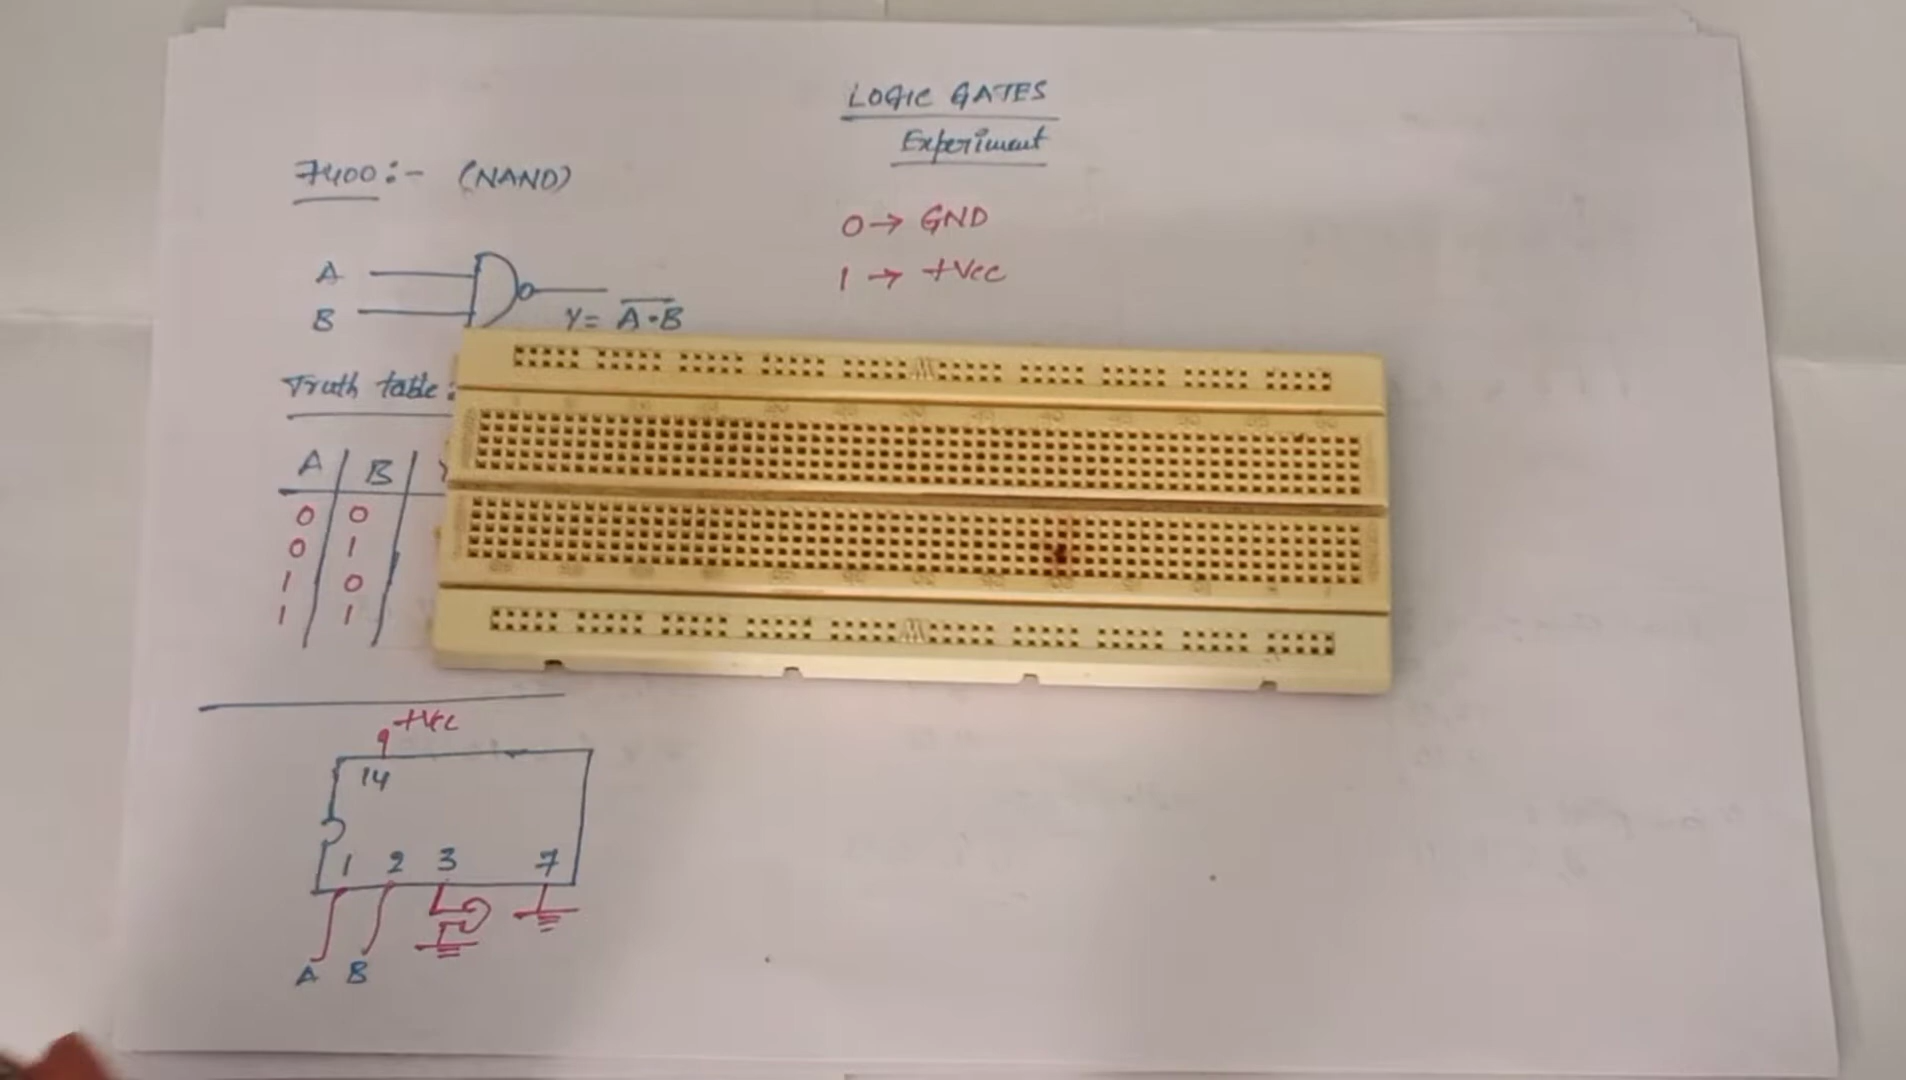 LOGIC GATES
Experiment
7400:- (NAND)
0 → GND
1 → +Vcc
A
B
Y = A·B
Truth table:
A B
0 0
0 1
1 0
1 1
+Vcc
14
1 2 3 7
A B